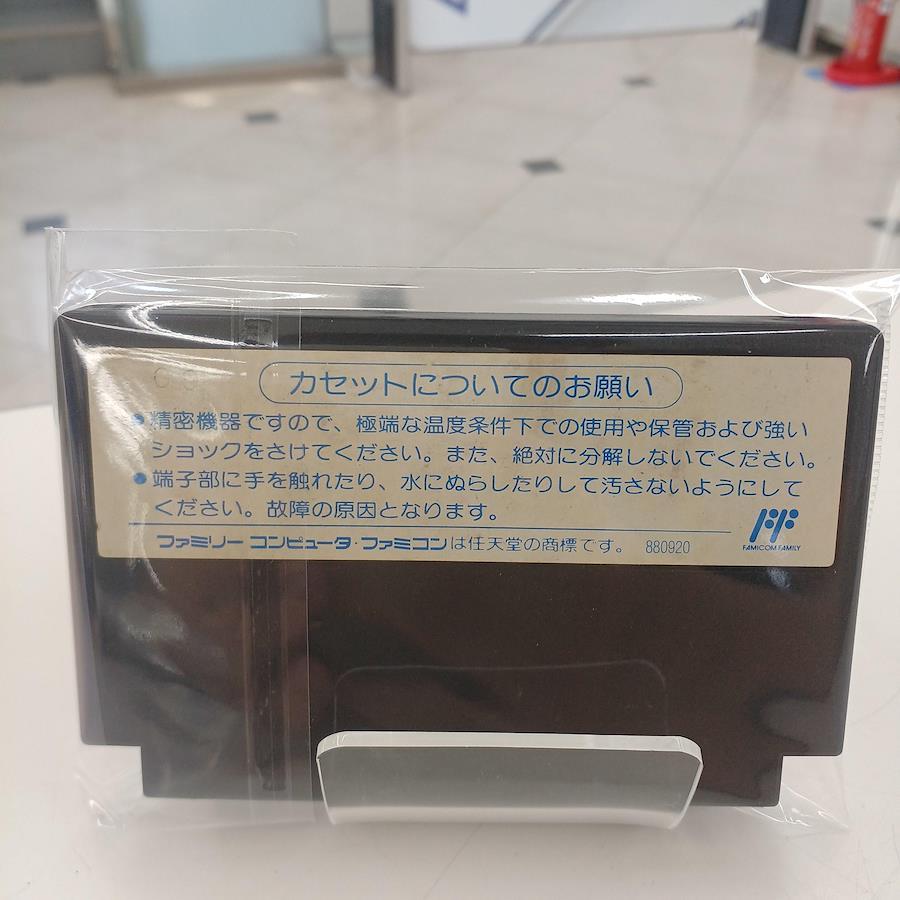 カセットについてのお願い
●精密機器ですので、極端な温度条件下での使用や保管および強い
ショックをさけてください。また、絶対に分解しないでください。
●端子部に手を触れたり、水にぬらしたりして汚さないようにして
ください。故障の原因となります。
ファミリー コンピュータ・ファミコンは任天堂の商標です。 880920
FF
FAMICOM FAMILY